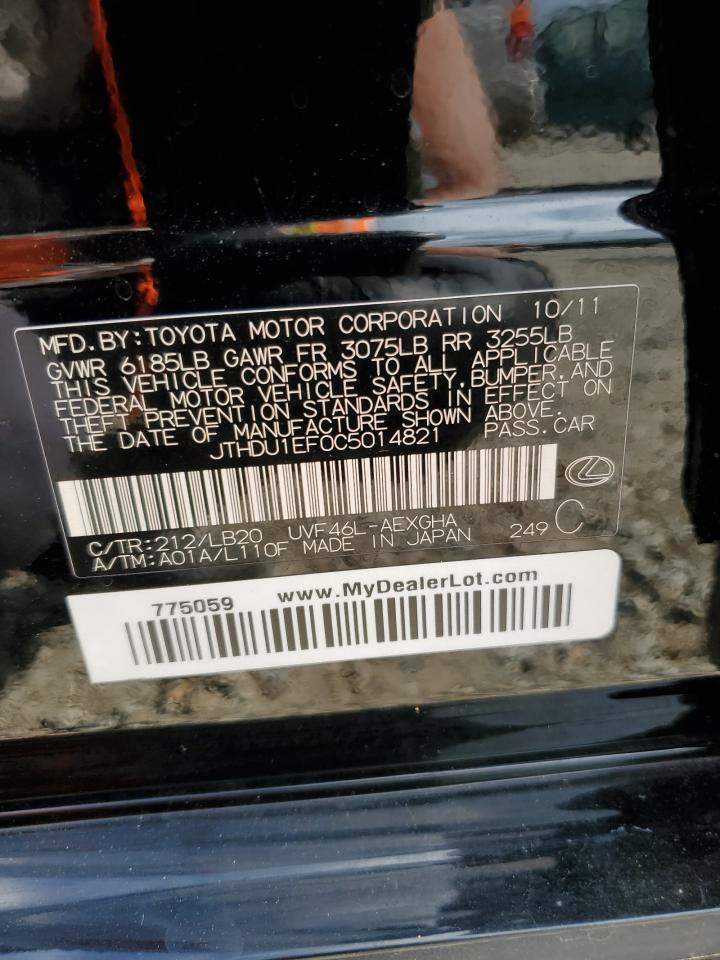 MFD.BY:TOYOTA MOTOR CORPORATION 10/11
GVWR 6185LB GAWR FR 3075LB RR 3255LB
THIS VEHICLE CONFORMS TO ALL APPLICABLE
FEDERAL MOTOR VEHICLE SAFETY,BUMPER,AND
THEFT PREVENTION STANDARDS IN EFFECT ON
THE DATE OF MANUFACTURE SHOWN ABOVE.
JTHDU1EF0C5014821 PASS.CAR
C/TR:212/LB20 UVF46L-AEXGHA
A/TM:A01A/L110F MADE IN JAPAN 249 C
775059 www.MyDealerLot.com